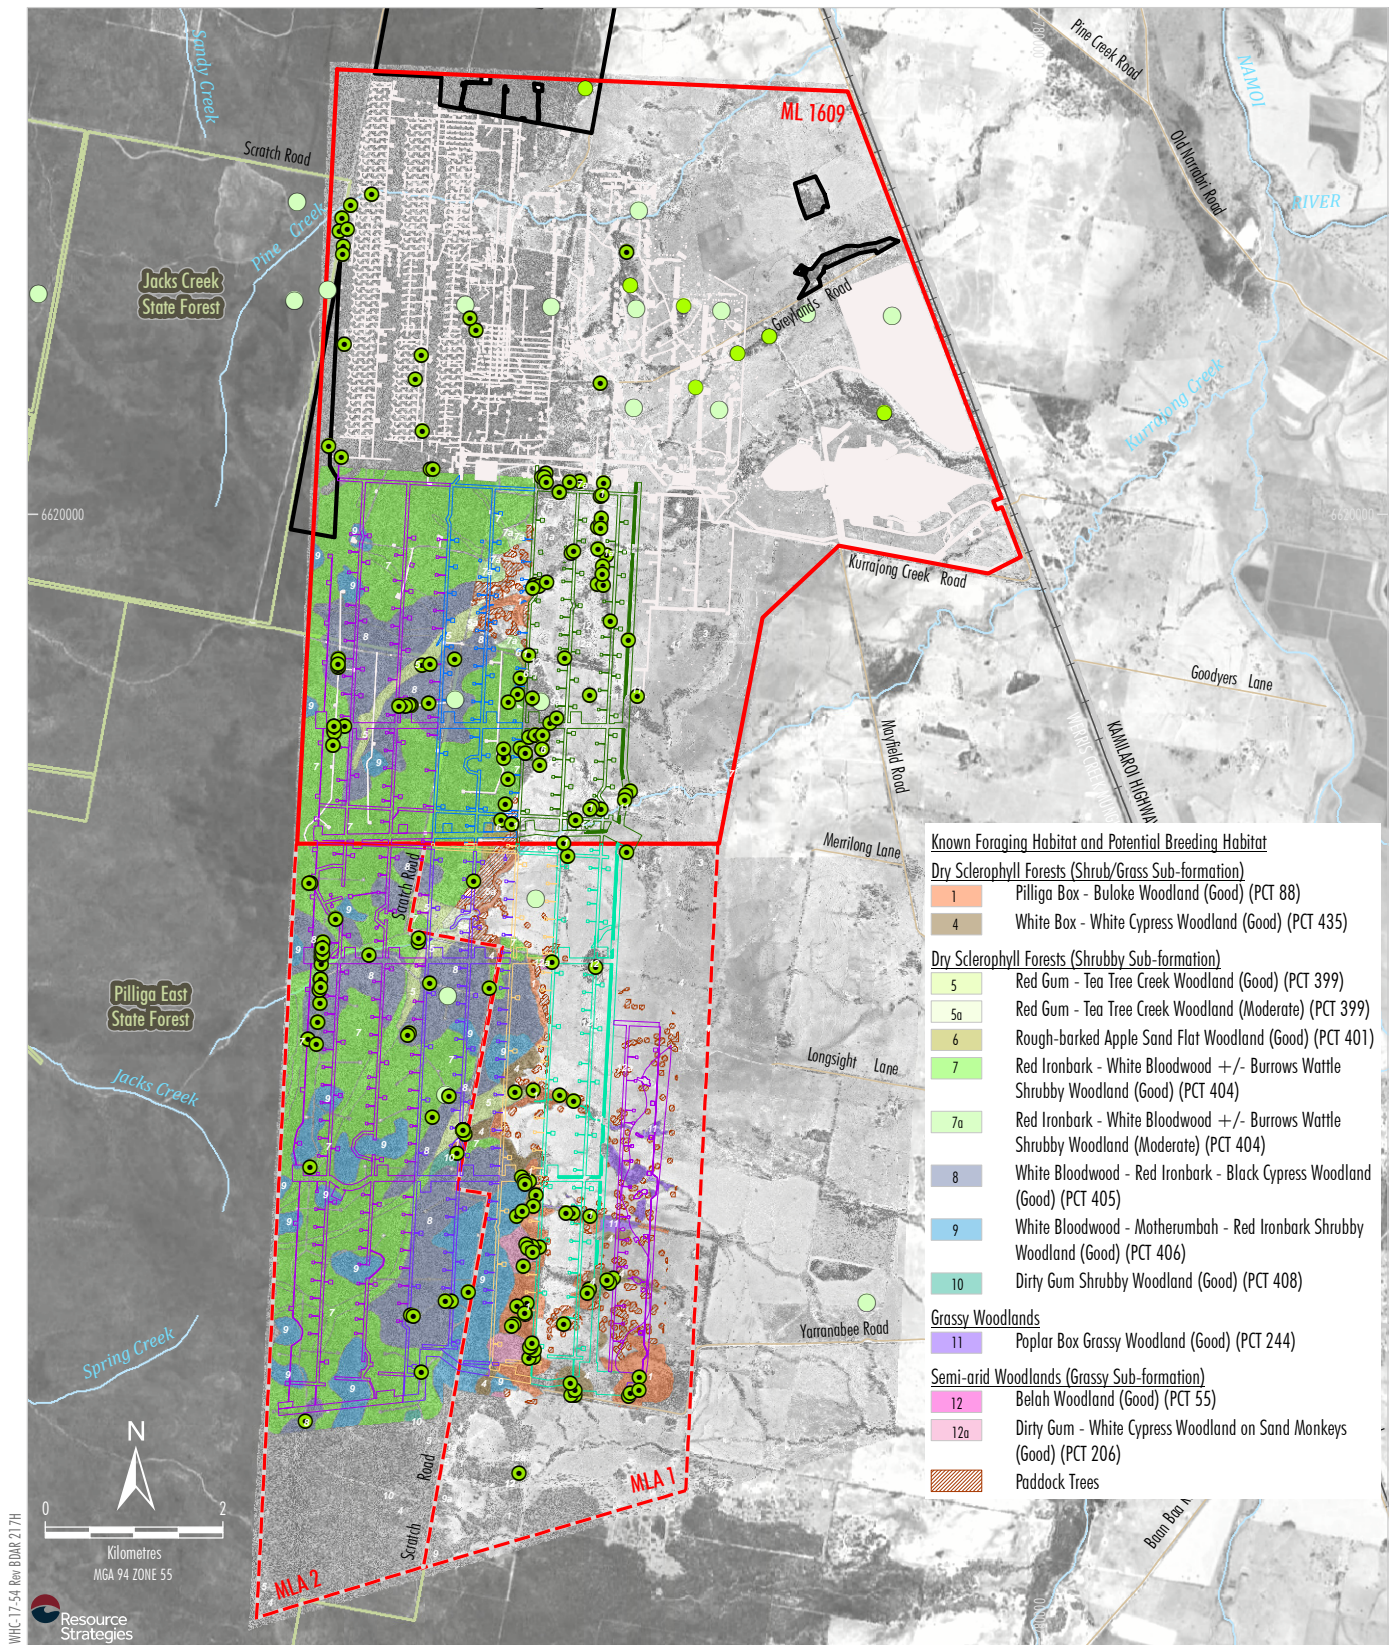 Sandy Creek
Pine Creek Road
NAMOI
Old Narrabri Road
RIVER
ML 1609
Scratch Road
Pine Creek
Jacks Creek
State Forest
Greylands Road
Kurrajong Creek
6620000
6620000
Kurrajong Creek Road
Goodyers Lane
Mayfield Road
KAMILAROI HIGHWAY
Merrilong Lane
Scratch Road
Pilliga East
State Forest
Jacks Creek
Longsight Lane
Yarranabee Road
Spring Creek
Scratch Road
MLA 1
MLA 2
N
0 2
Kilometres
MGA 94 ZONE 55
WHC-17-54 Rev BDAR 217H
Resource
Strategies
Known Foraging Habitat and Potential Breeding Habitat
Dry Sclerophyll Forests (Shrub/Grass Sub-formation)
1 Pilliga Box - Buloke Woodland (Good) (PCT 88)
4 White Box - White Cypress Woodland (Good) (PCT 435)
Dry Sclerophyll Forests (Shrubby Sub-formation)
5 Red Gum - Tea Tree Creek Woodland (Good) (PCT 399)
5a Red Gum - Tea Tree Creek Woodland (Moderate) (PCT 399)
6 Rough-barked Apple Sand Flat Woodland (Good) (PCT 401)
7 Red Ironbark - White Bloodwood +/- Burrows Wattle
Shrubby Woodland (Good) (PCT 404)
7a Red Ironbark - White Bloodwood +/- Burrows Wattle
Shrubby Woodland (Moderate) (PCT 404)
8 White Bloodwood - Red Ironbark - Black Cypress Woodland
(Good) (PCT 405)
9 White Bloodwood - Motherumbah - Red Ironbark Shrubby
Woodland (Good) (PCT 406)
10 Dirty Gum Shrubby Woodland (Good) (PCT 408)
Grassy Woodlands
11 Poplar Box Grassy Woodland (Good) (PCT 244)
Semi-arid Woodlands (Grassy Sub-formation)
12 Belah Woodland (Good) (PCT 55)
12a Dirty Gum - White Cypress Woodland on Sand Monkeys
(Good) (PCT 206)
Paddock Trees